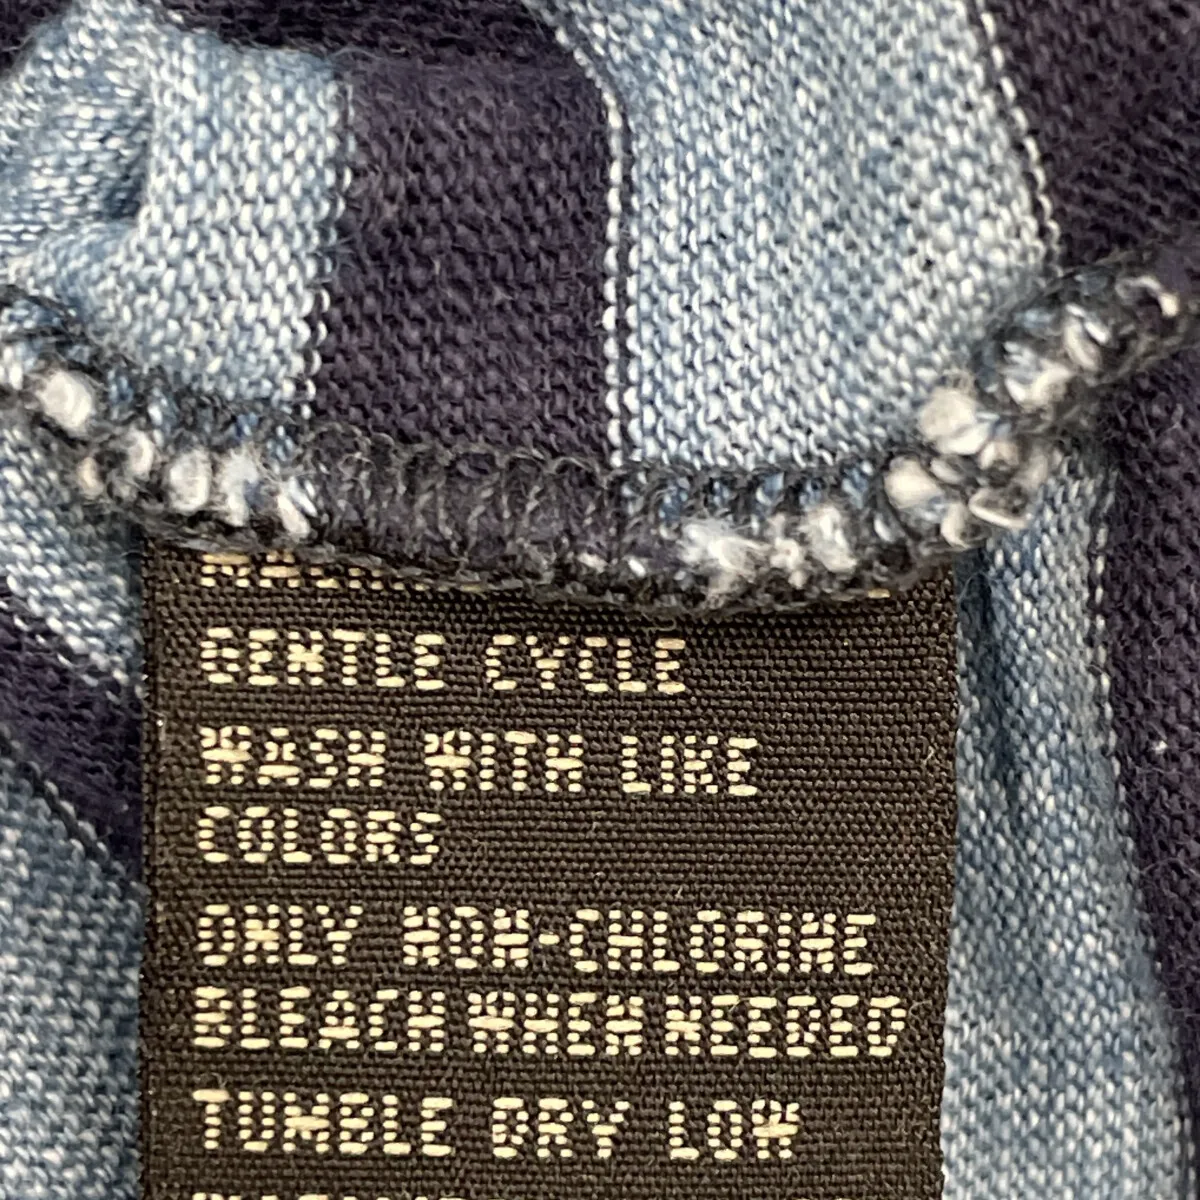 GENTLE CYCLE
WASH WITH LIKE
COLORS
ONLY NON-CHLORINE
BLEACH WHEN NEEDED
TUMBLE DRY LOW